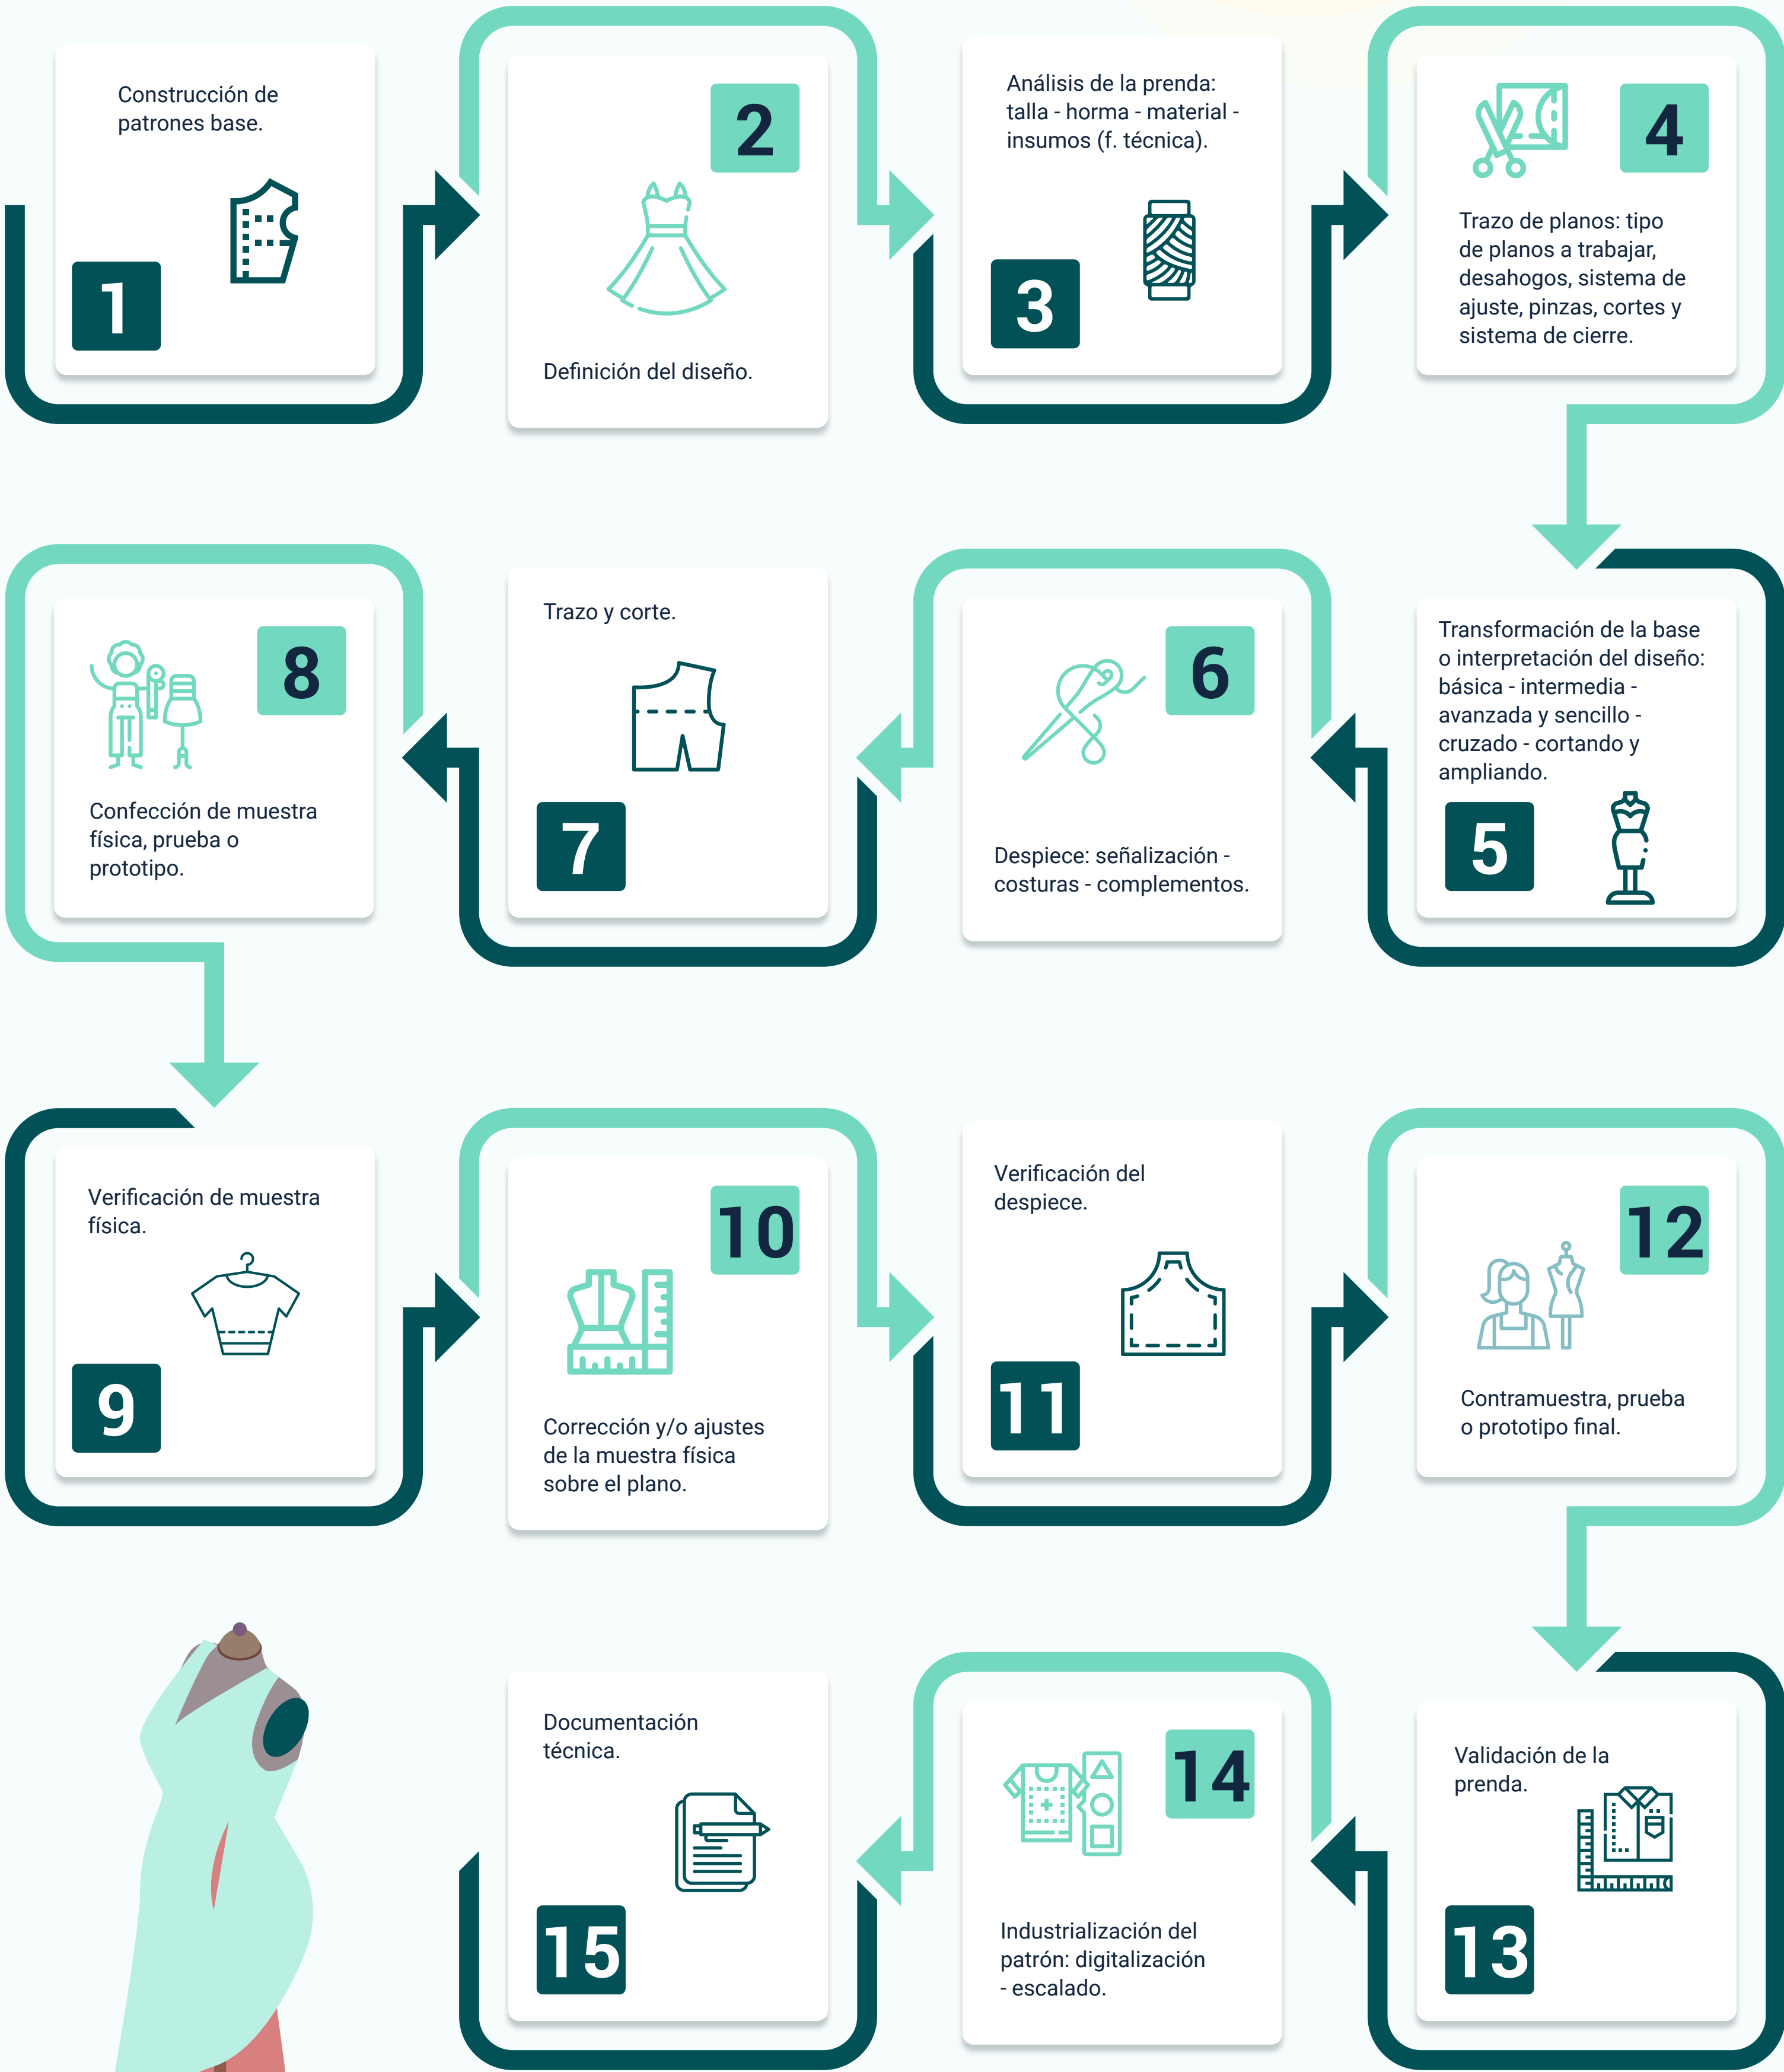 Construcción de
patrones base.
1
2
Definición del diseño.
Análisis de la prenda:
talla - horma - material -
insumos (f. técnica).
3
4
Trazo de planos: tipo
de planos a trabajar,
desahogos, sistema de
ajuste, pinzas, cortes y
sistema de cierre.
Transformación de la base
o interpretación del diseño:
básica - intermedia -
avanzada y sencillo -
cruzado - cortando y
ampliando.
5
6
Despiece: señalización -
costuras - complementos.
Trazo y corte.
7
8
Confección de muestra
física, prueba o
prototipo.
Verificación de muestra
física.
9
10
Corrección y/o ajustes
de la muestra física
sobre el plano.
Verificación del
despiece.
11
12
Contramuestra, prueba
o prototipo final.
Validación de la
prenda.
13
14
Industrialización del
patrón: digitalización
- escalado.
Documentación
técnica.
15